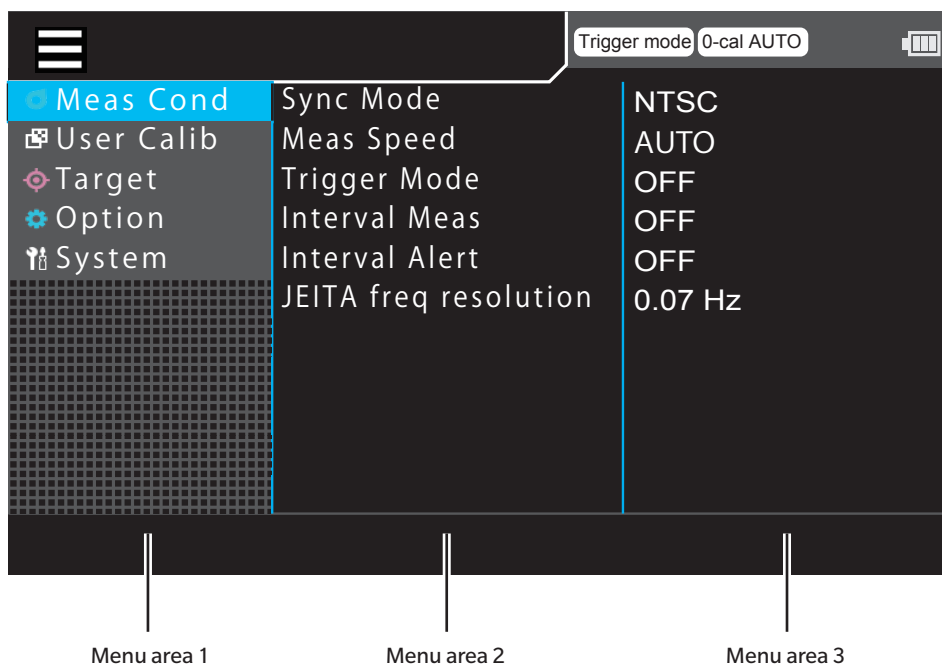 Trigger mode 0-cal AUTO
Meas Cond Sync Mode NTSC
User Calib Meas Speed AUTO
Target Trigger Mode OFF
Option Interval Meas OFF
System Interval Alert OFF
JEITA freq resolution 0.07 Hz
Menu area 1 Menu area 2 Menu area 3